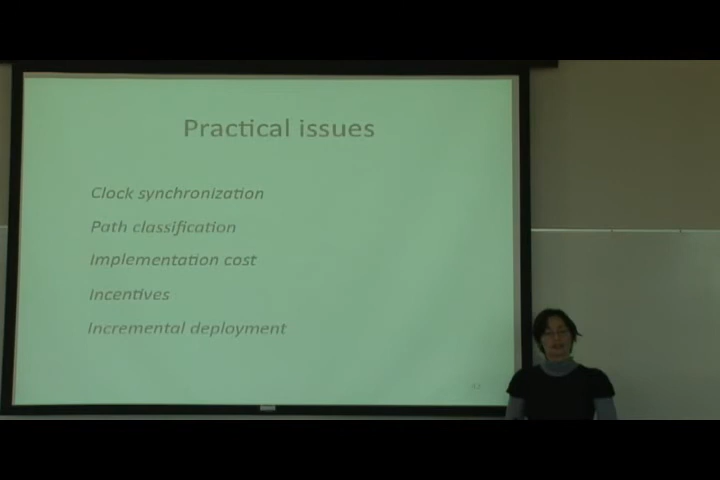 Practical issues
Clock synchronization
Path classification
Implementation cost
Incentives
Incremental deployment